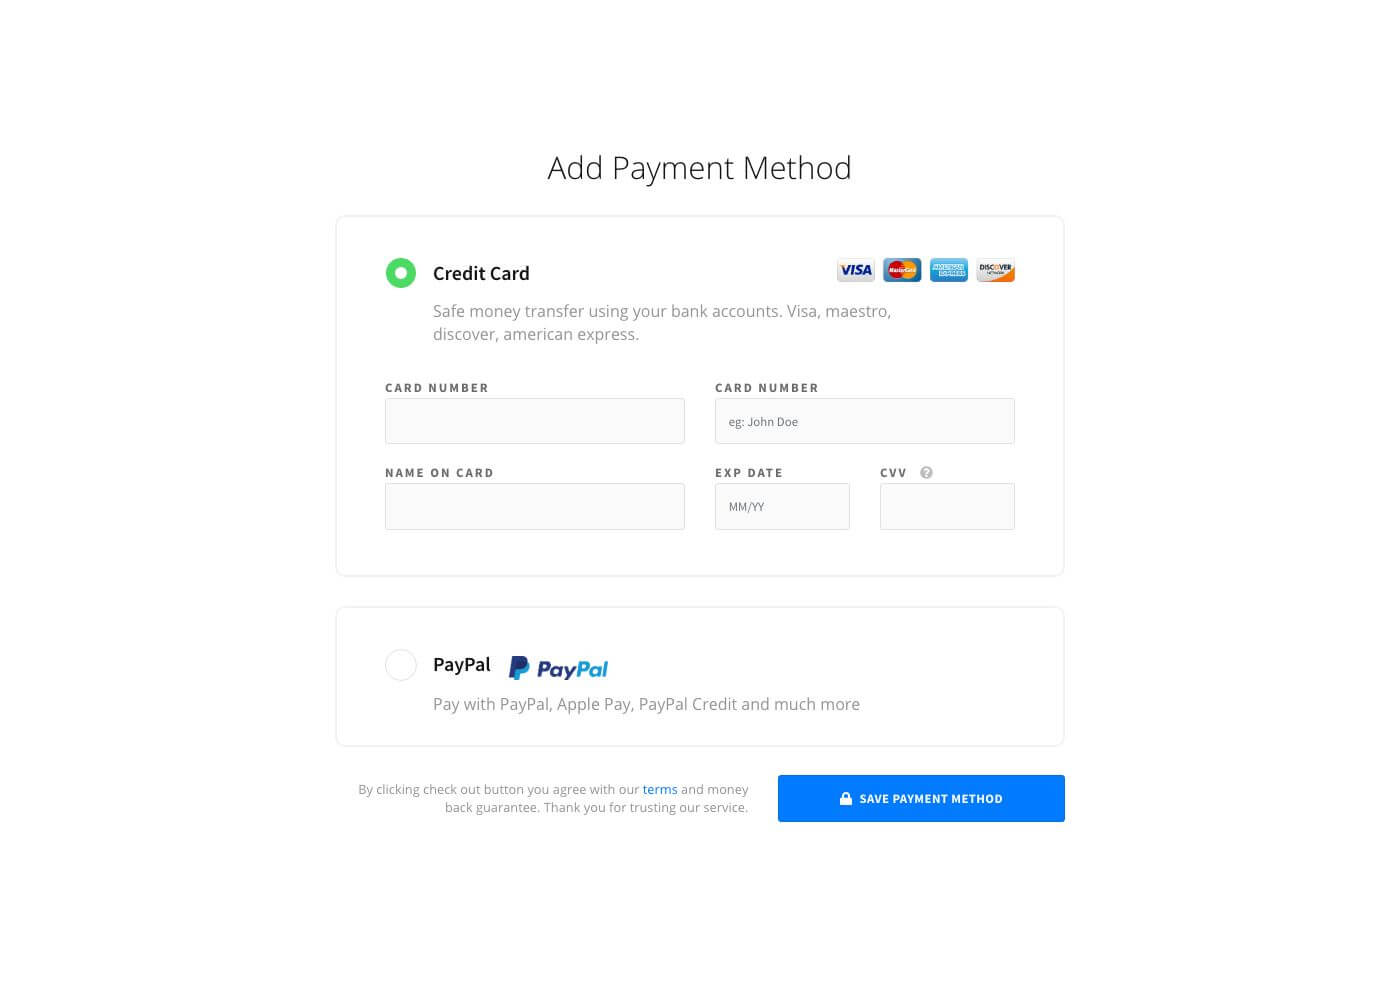 Add Payment Method
Credit Card
VISA MasterCard AMERICAN EXPRESS DISCOVER NETWORK
Safe money transfer using your bank accounts. Visa, maestro,
discover, american express.
CARD NUMBER CARD NUMBER
eg: John Doe
NAME ON CARD EXP DATE CVV ?
MM/YY
PayPal PayPal
Pay with PayPal, Apple Pay, PayPal Credit and much more
By clicking check out button you agree with our terms and money
back guarantee. Thank you for trusting our service.
SAVE PAYMENT METHOD